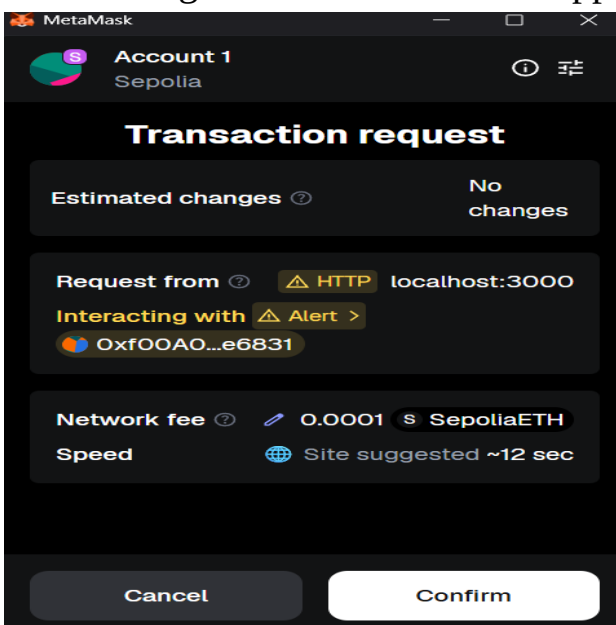 MetaMask
S
Account 1
Sepolia
Transaction request
Estimated changes ? No
changes
Request from ? HTTP localhost:3000
Interacting with Alert >
0xf00A0...e6831
Network fee ? 0.0001 S SepoliaETH
Speed Site suggested ~12 sec
Cancel Confirm